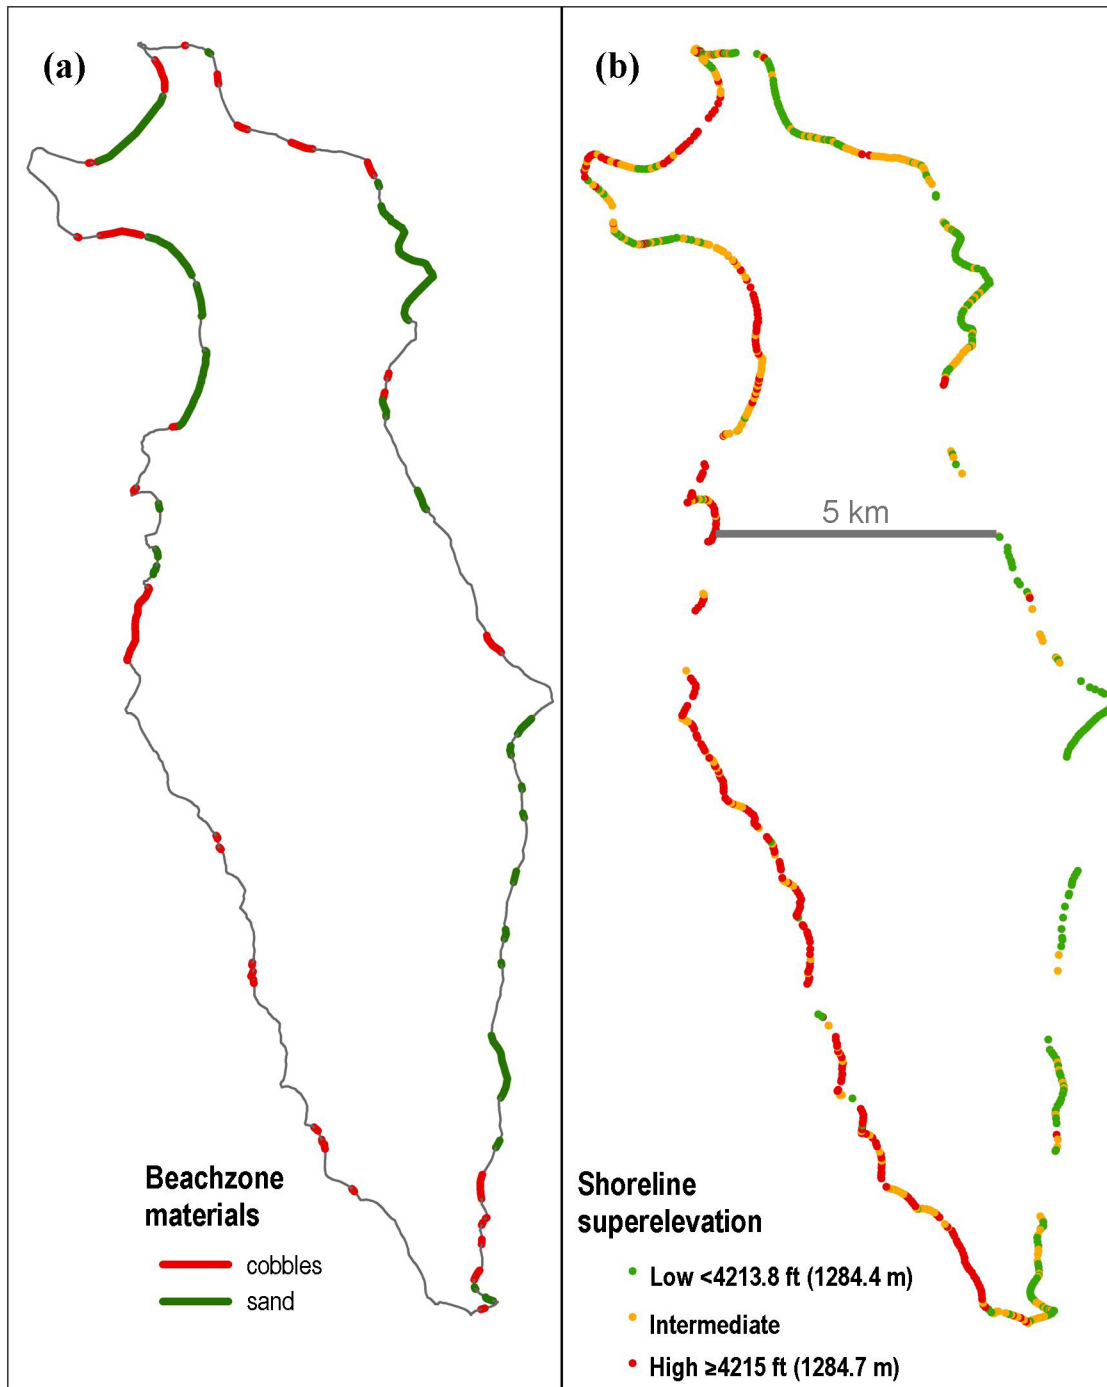 (a)
Beachzone
materials
cobbles
sand
(b)
5 km
Shoreline
superelevation
Low <4213.8 ft (1284.4 m)
Intermediate
High ≥4215 ft (1284.7 m)